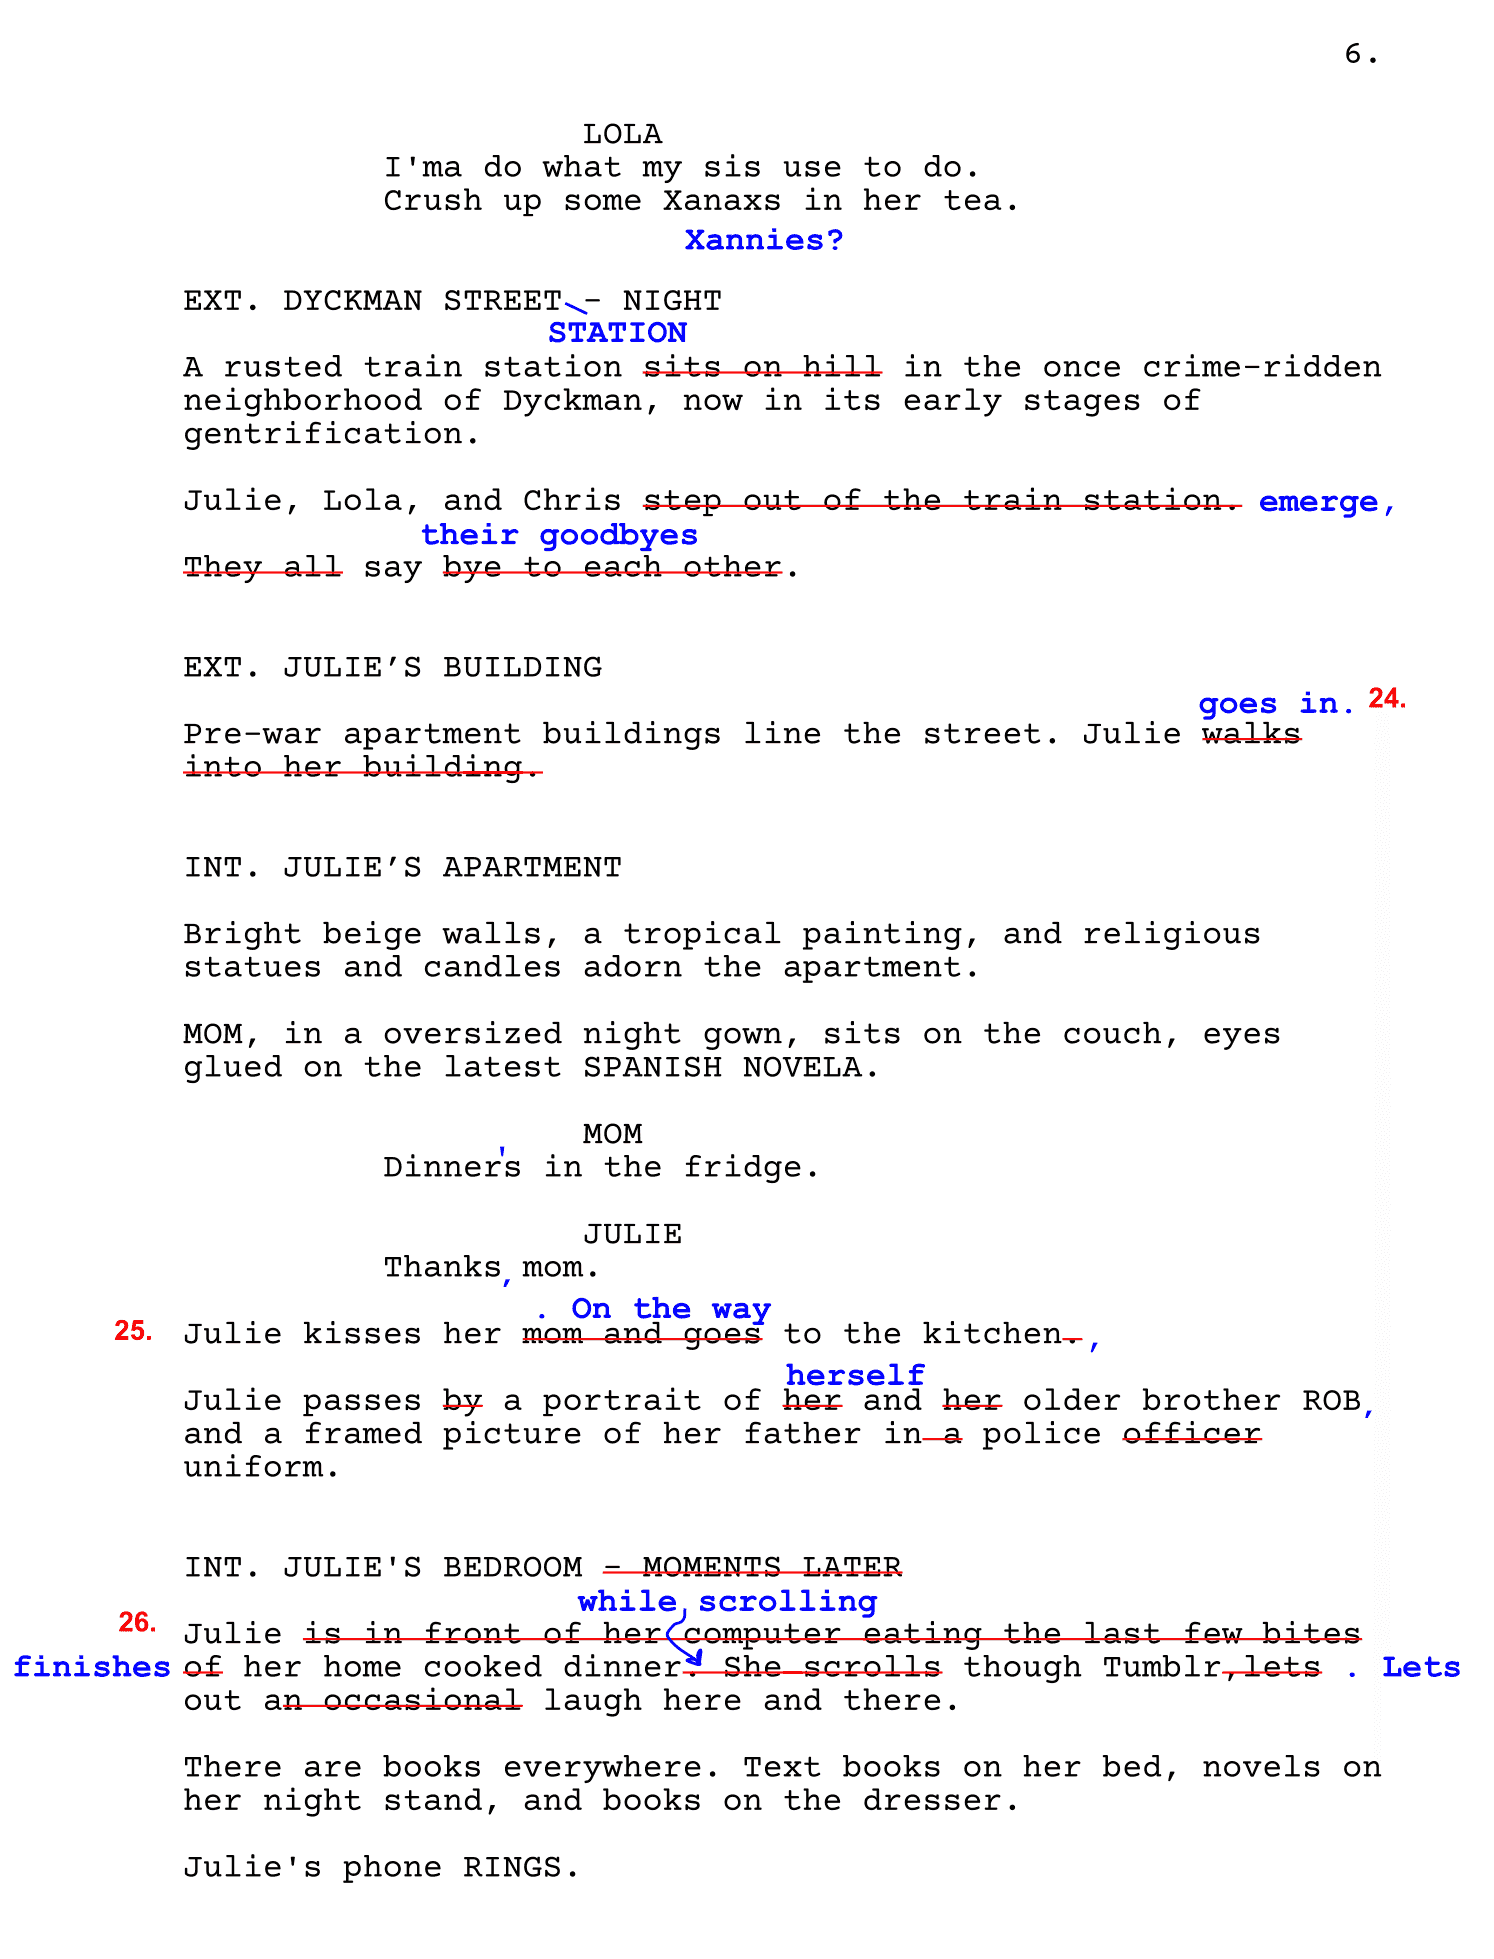 6.
LOLA
I'ma do what my sis use to do.
Crush up some Xanaxs in her tea.
Xannies?
EXT. DYCKMAN STREET - NIGHT
STATION
A rusted train station sits on hill in the once crime-ridden
neighborhood of Dyckman, now in its early stages of
gentrification.
Julie, Lola, and Chris step out of the train station. emerge,
their goodbyes
They all say bye to each other.
EXT. JULIE’S BUILDING
goes in. 24.
Pre-war apartment buildings line the street. Julie walks
into her building.
INT. JULIE’S APARTMENT
Bright beige walls, a tropical painting, and religious
statues and candles adorn the apartment.
MOM, in a oversized night gown, sits on the couch, eyes
glued on the latest SPANISH NOVELA.
MOM
Dinner's in the fridge.
JULIE
Thanks, mom.
. On the way
25. Julie kisses her mom and goes to the kitchen. ,
herself
Julie passes by a portrait of her and her older brother ROB,
and a framed picture of her father in a police officer
uniform.
INT. JULIE'S BEDROOM - MOMENTS LATER
while scrolling
26. Julie is in front of her computer eating the last few bites
finishes of her home cooked dinner. She scrolls though Tumblr, lets . Lets
out an occasional laugh here and there.
There are books everywhere. Text books on her bed, novels on
her night stand, and books on the dresser.
Julie's phone RINGS.